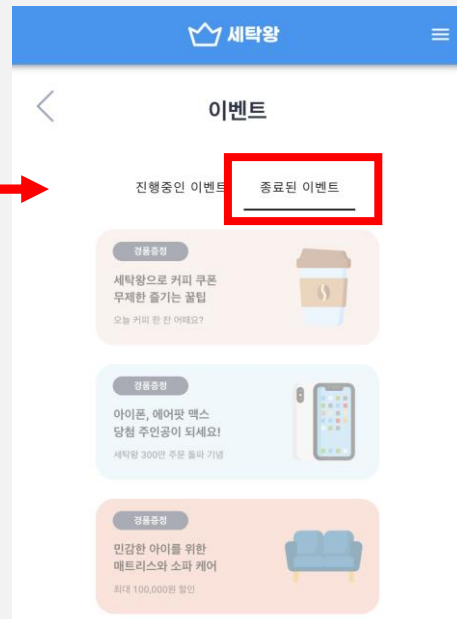 세탁왕
이벤트
진행중인 이벤트 종료된 이벤트
경품증정
세탁왕으로 커피 쿠폰
무제한 즐기는 꿀팁
오늘 커피 한 잔 어때요?
경품증정
아이폰, 에어팟 맥스
당첨 주인공이 되세요!
세탁왕 300만 주문 돌파 기념
경품증정
민감한 아이를 위한
매트리스와 소파 케어
최대 100,000원 할인